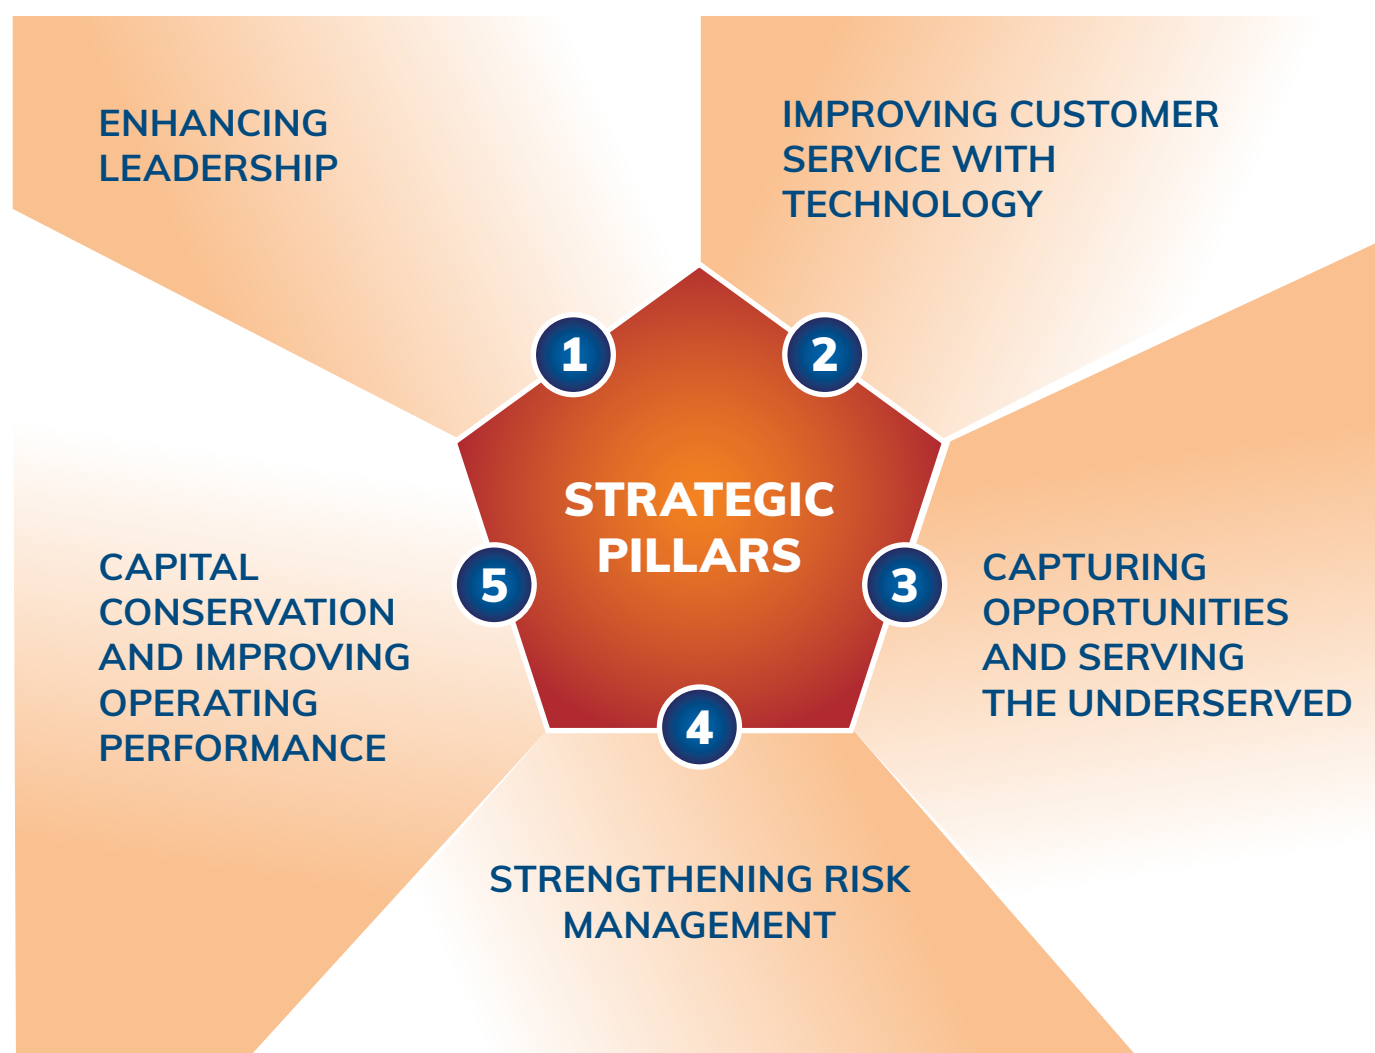 ENHANCING
LEADERSHIP
IMPROVING CUSTOMER
SERVICE WITH
TECHNOLOGY
1
2
STRATEGIC
PILLARS
5
3
CAPITAL
CONSERVATION
AND IMPROVING
OPERATING
PERFORMANCE
CAPTURING
OPPORTUNITIES
AND SERVING
THE UNDERSERVED
4
STRENGTHENING RISK
MANAGEMENT